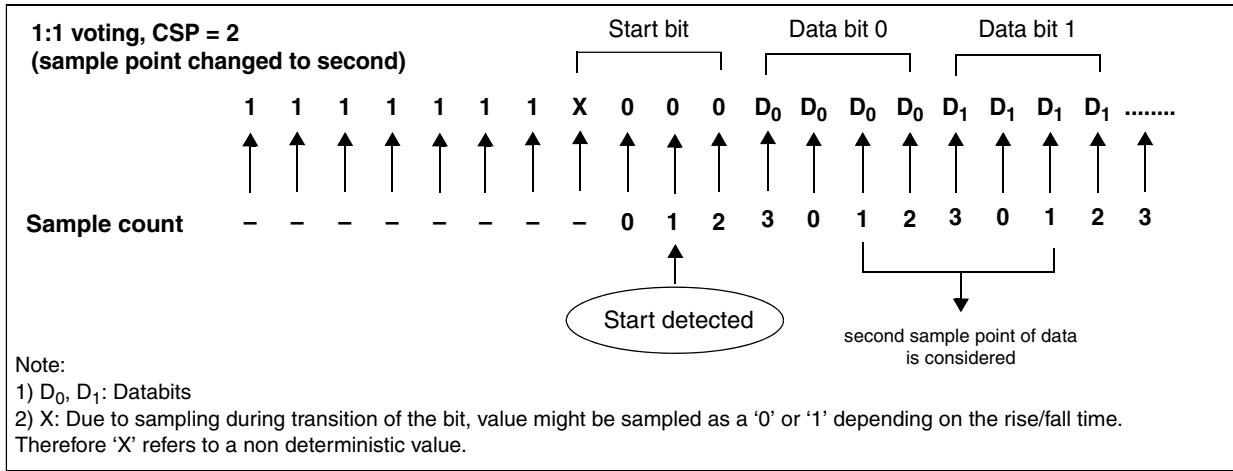 1:1 voting, CSP = 2
(sample point changed to second)
Start bit
Data bit 0
Data bit 1
1 1 1 1 1 1 1 X 0 0 0 D₀ D₀ D₀ D₀ D₁ D₁ D₁ D₁ ........
Sample count – – – – – – – – 0 1 2 3 0 1 2 3 0 1 2 3
Start detected
second sample point of data
is considered
Note:
1) D₀, D₁: Databits
2) X: Due to sampling during transition of the bit, value might be sampled as a ‘0’ or ‘1’ depending on the rise/fall time.
Therefore ‘X’ refers to a non deterministic value.